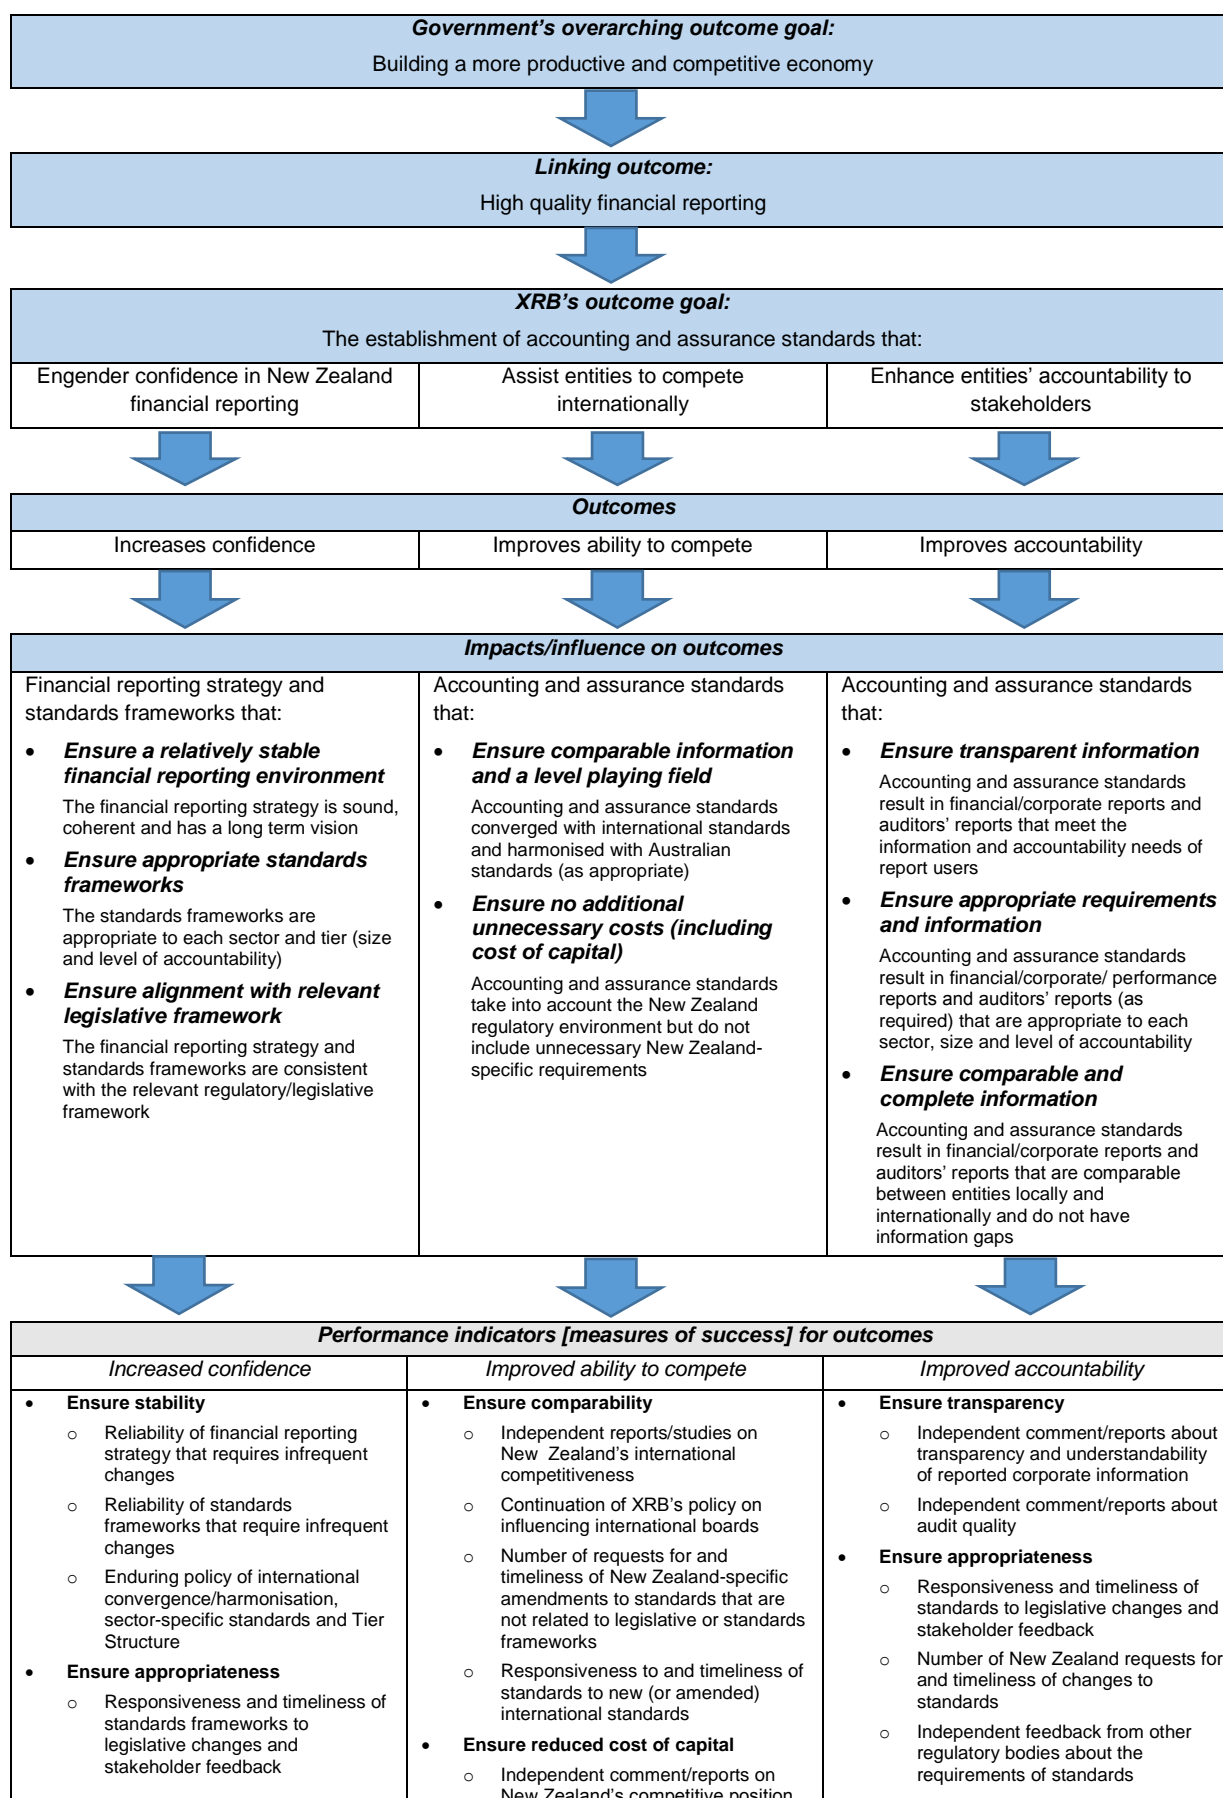 Government's overarching outcome goal:
Building a more productive and competitive economy
Linking outcome:
High quality financial reporting
XRB's outcome goal:
The establishment of accounting and assurance standards that:
Engender confidence in New Zealand
financial reporting
Assist entities to compete
internationally
Enhance entities' accountability to
stakeholders
Outcomes
Increases confidence
Improves ability to compete
Improves accountability
Impacts/influence on outcomes
Financial reporting strategy and
standards frameworks that:
• Ensure a relatively stable
financial reporting environment
The financial reporting strategy is sound,
coherent and has a long term vision
• Ensure appropriate standards
frameworks
The standards frameworks are
appropriate to each sector and tier (size
and level of accountability)
• Ensure alignment with relevant
legislative framework
The financial reporting strategy and
standards frameworks are consistent
with the relevant regulatory/legislative
framework
Accounting and assurance standards
that:
• Ensure comparable information
and a level playing field
Accounting and assurance standards
converged with international standards
and harmonised with Australian
standards (as appropriate)
• Ensure no additional
unnecessary costs (including
cost of capital)
Accounting and assurance standards
take into account the New Zealand
regulatory environment but do not
include unnecessary New Zealand-
specific requirements
Accounting and assurance standards
that:
• Ensure transparent information
Accounting and assurance standards
result in financial/corporate reports and
auditors' reports that meet the
information and accountability needs of
report users
• Ensure appropriate requirements
and information
Accounting and assurance standards
result in financial/corporate/ performance
reports and auditors' reports (as
required) that are appropriate to each
sector, size and level of accountability
• Ensure comparable and
complete information
Accounting and assurance standards
result in financial/corporate reports and
auditors' reports that are comparable
between entities locally and
internationally and do not have
information gaps
Performance indicators [measures of success] for outcomes
Increased confidence
Improved ability to compete
Improved accountability
• Ensure stability
o Reliability of financial reporting
strategy that requires infrequent
changes
o Reliability of standards
frameworks that require infrequent
changes
o Enduring policy of international
convergence/harmonisation,
sector-specific standards and Tier
Structure
• Ensure appropriateness
o Responsiveness and timeliness of
standards frameworks to
legislative changes and
stakeholder feedback
• Ensure comparability
o Independent reports/studies on
New Zealand's international
competitiveness
o Continuation of XRB's policy on
influencing international boards
o Number of requests for and
timeliness of New Zealand-specific
amendments to standards that are
not related to legislative or standards
frameworks
o Responsiveness to and timeliness of
standards to new (or amended)
international standards
• Ensure reduced cost of capital
o Independent comment/reports on
New Zealand's competitive position
• Ensure transparency
o Independent comment/reports about
transparency and understandability
of reported corporate information
o Independent comment/reports about
audit quality
• Ensure appropriateness
o Responsiveness and timeliness of
standards to legislative changes and
stakeholder feedback
o Number of New Zealand requests for
and timeliness of changes to
standards
o Independent feedback from other
regulatory bodies about the
requirements of standards